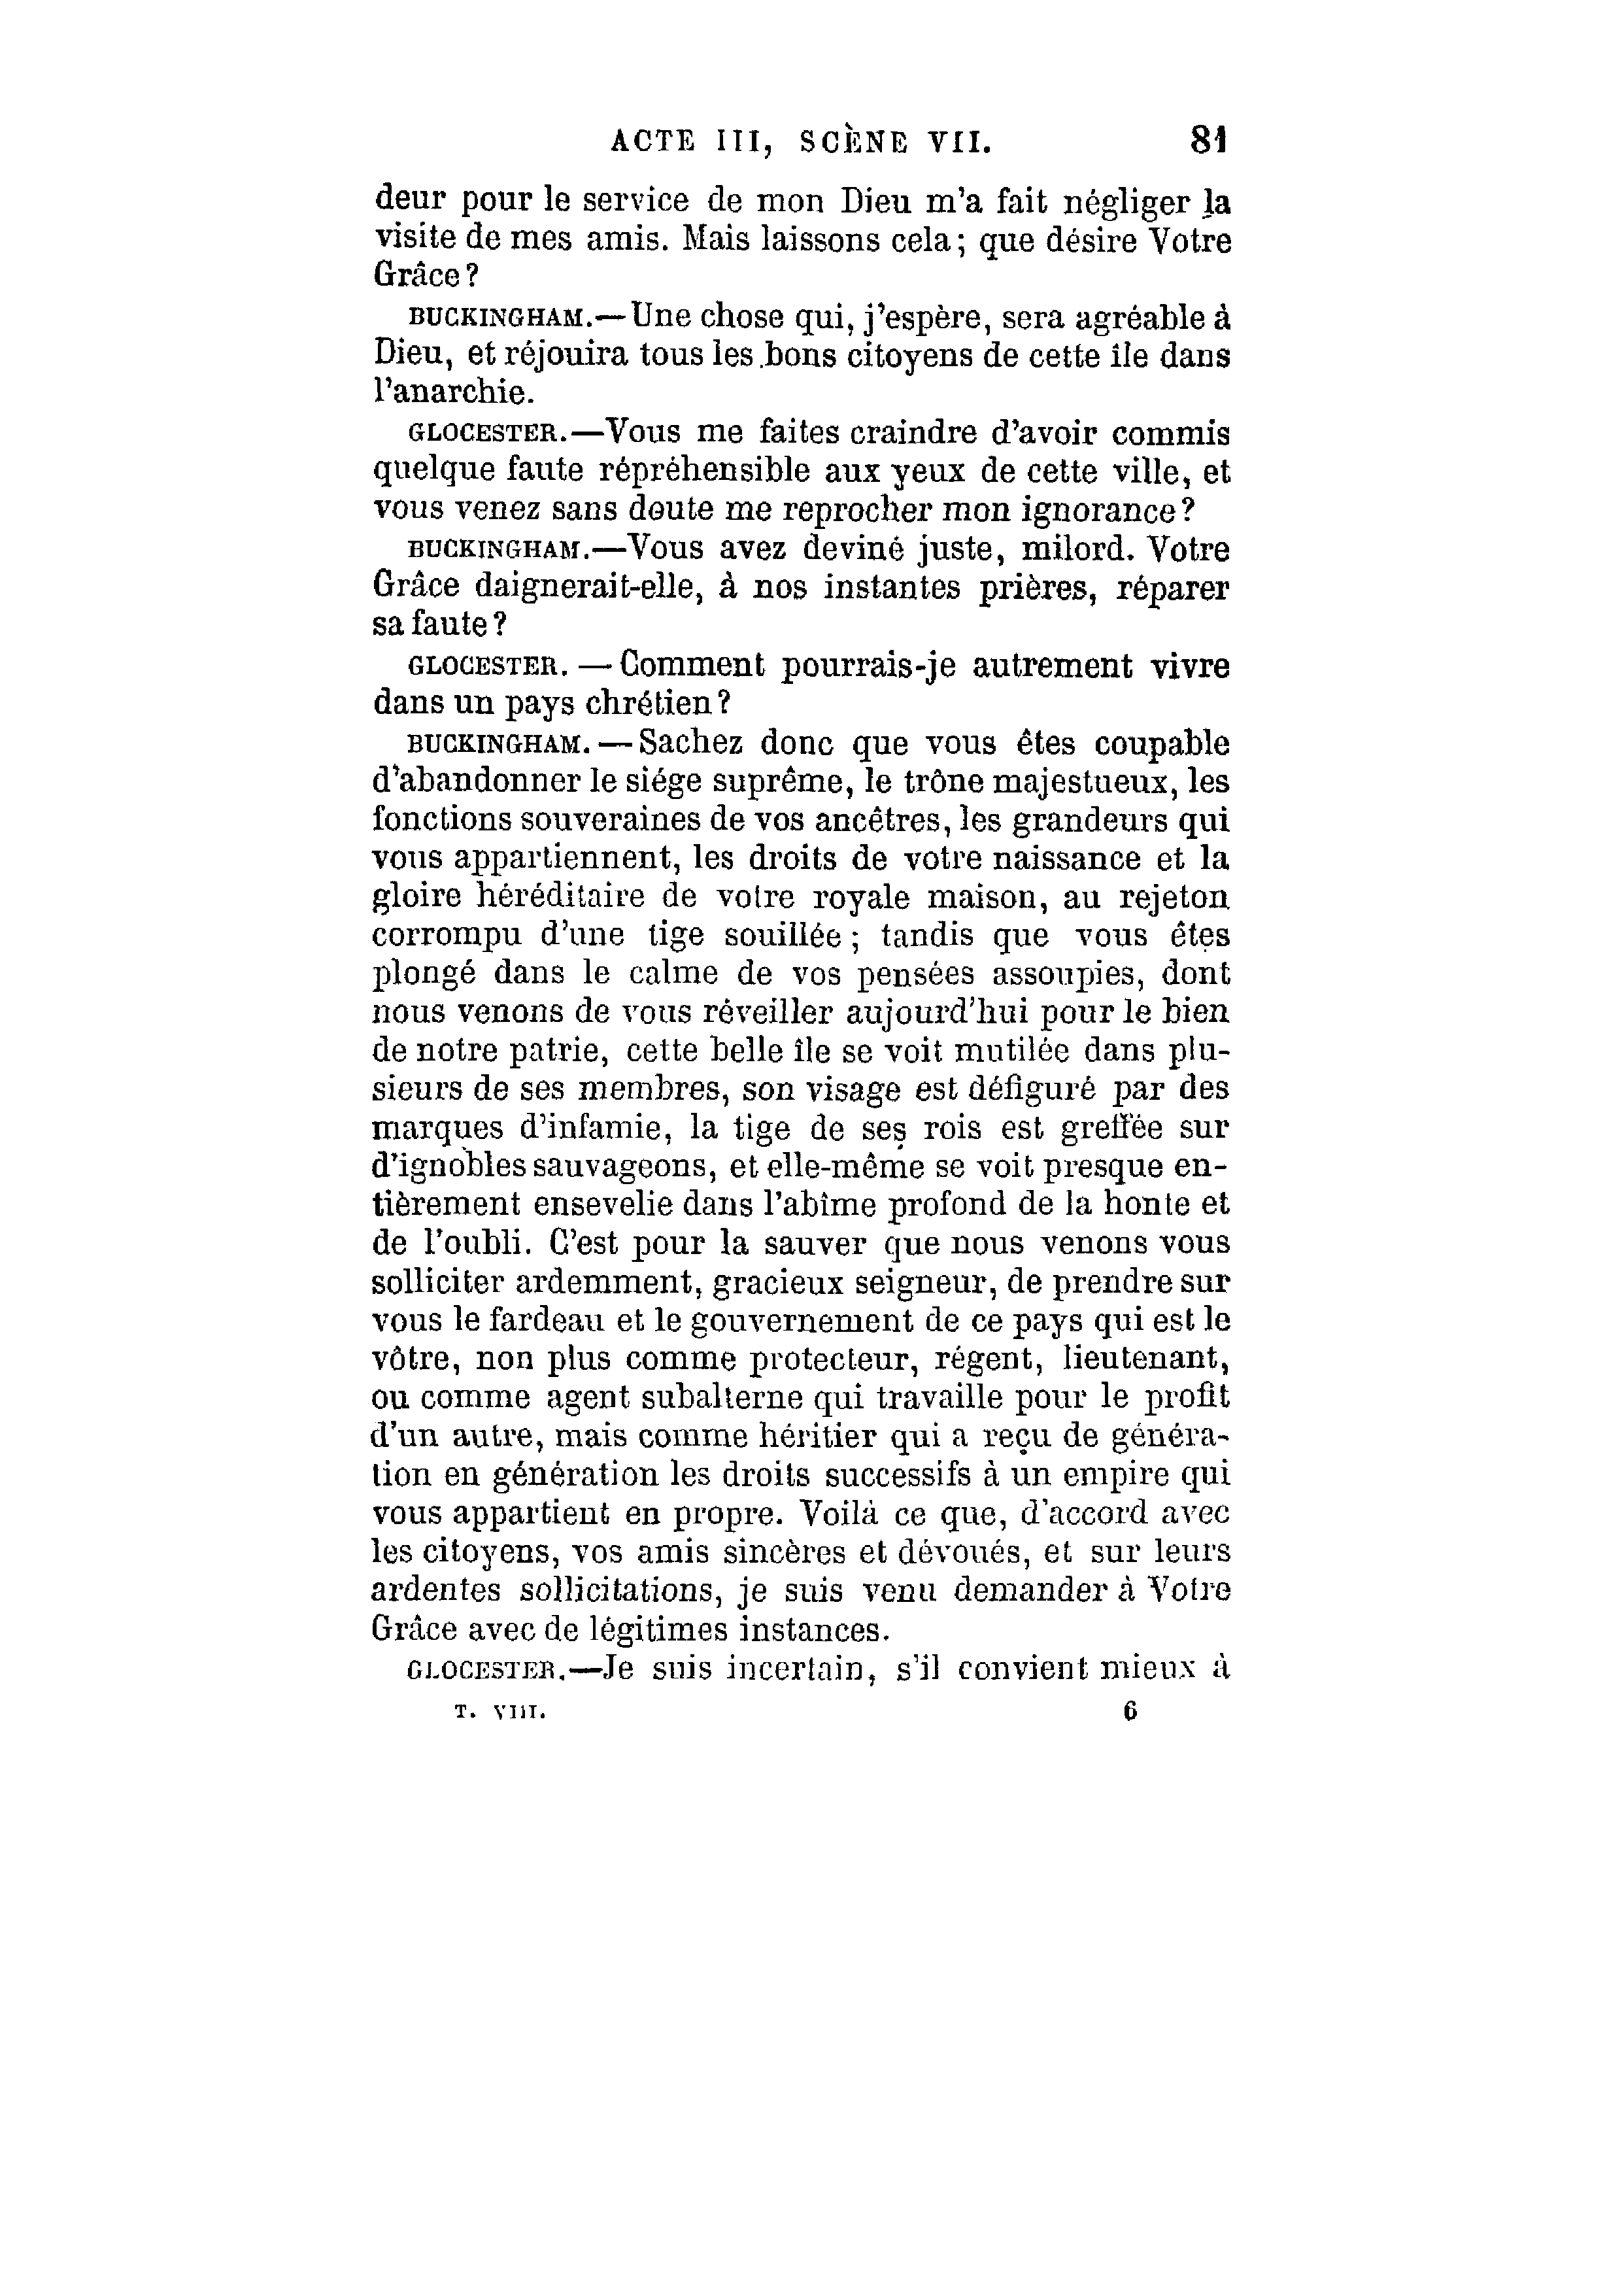 ACTE III, SCÈNE VII. 81
deur pour le service de mon Dieu m'a fait négliger la
visite de mes amis. Mais laissons cela; que désire Votre
Grâce?
BUCKINGHAM.—Une chose qui, j'espère, sera agréable à
Dieu, et réjouira tous les bons citoyens de cette île dans
l'anarchie.
GLOCESTER.—Vous me faites craindre d'avoir commis
quelque faute répréhensible aux yeux de cette ville, et
vous venez sans doute me reprocher mon ignorance?
BUCKINGHAM.—Vous avez deviné juste, milord. Votre
Grâce daignerait-elle, à nos instantes prières, réparer
sa faute?
GLOCESTER. — Comment pourrais-je autrement vivre
dans un pays chrétien?
BUCKINGHAM. — Sachez donc que vous êtes coupable
d'abandonner le siége suprême, le trône majestueux, les
fonctions souveraines de vos ancêtres, les grandeurs qui
vous appartiennent, les droits de votre naissance et la
gloire héréditaire de votre royale maison, au rejeton
corrompu d'une tige souillée; tandis que vous êtes
plongé dans le calme de vos pensées assoupies, dont
nous venons de vous réveiller aujourd'hui pour le bien
de notre patrie, cette belle île se voit mutilée dans plu-
sieurs de ses membres, son visage est défiguré par des
marques d'infamie, la tige de ses rois est greffée sur
d'ignobles sauvageons, et elle-même se voit presque en-
tièrement ensevelie dans l'abîme profond de la honte et
de l'oubli. C'est pour la sauver que nous venons vous
solliciter ardemment, gracieux seigneur, de prendre sur
vous le fardeau et le gouvernement de ce pays qui est le
vôtre, non plus comme protecteur, régent, lieutenant,
ou comme agent subalterne qui travaille pour le profit
d'un autre, mais comme héritier qui a reçu de généra-
tion en génération les droits successifs à un empire qui
vous appartient en propre. Voilà ce que, d'accord avec
les citoyens, vos amis sincères et dévoués, et sur leurs
ardentes sollicitations, je suis venu demander à Votre
Grâce avec de légitimes instances.
GLOCESTER.—Je suis incertain, s'il convient mieux à
T. VIII. 6